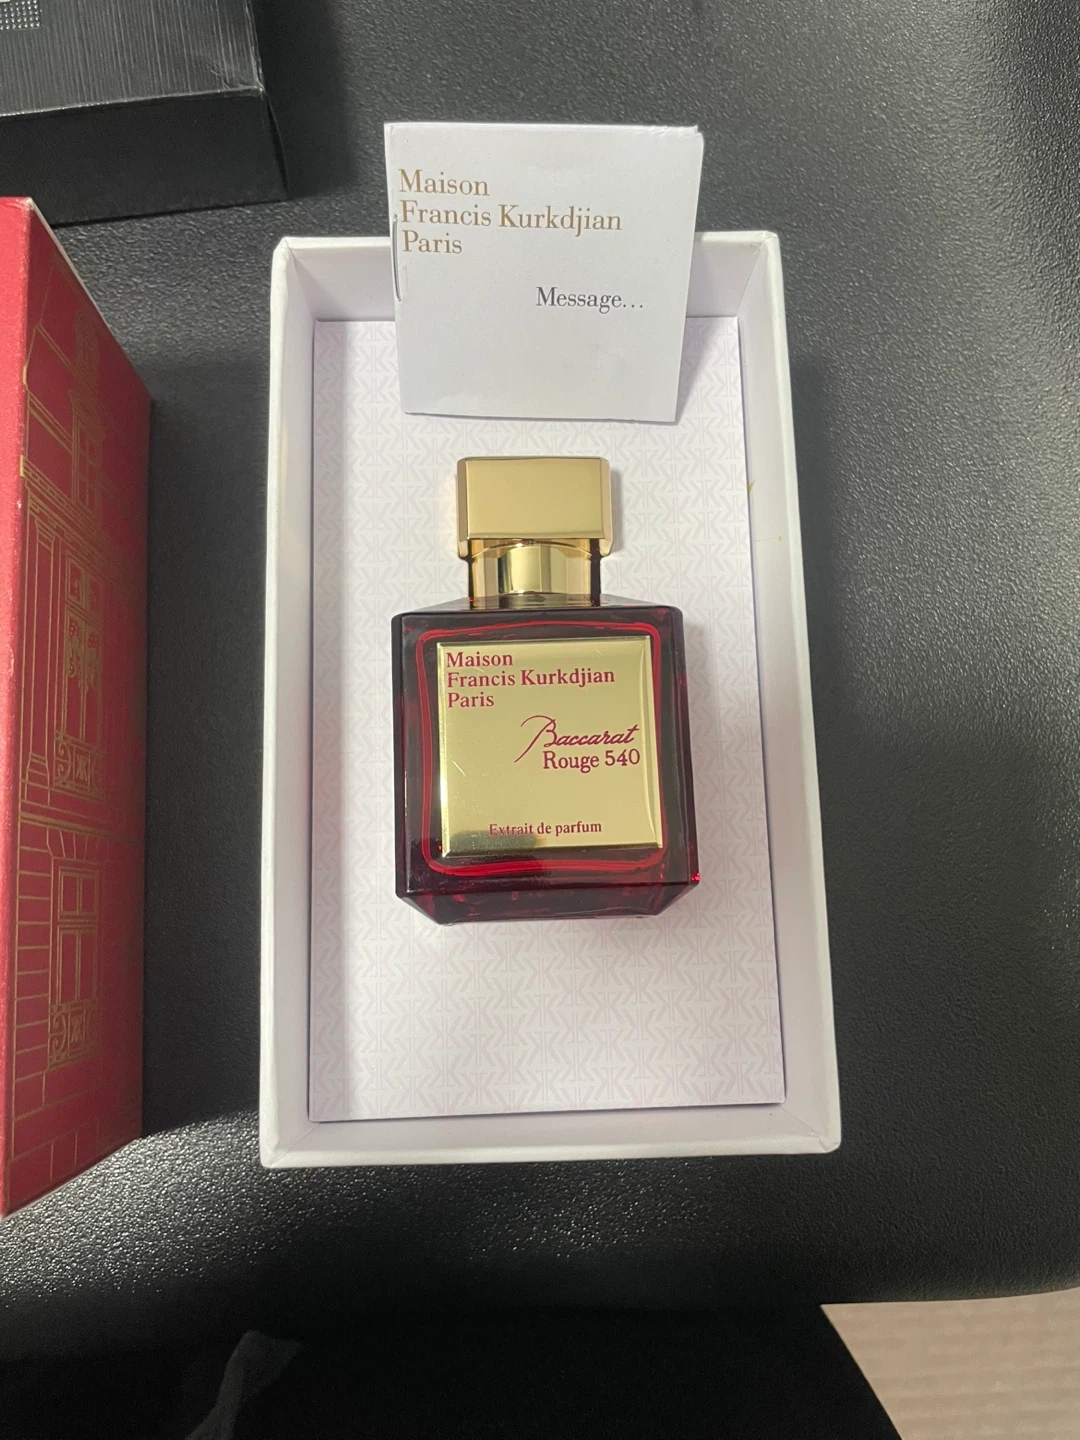 Maison
Francis Kurkdjian
Paris
Message...
Maison
Francis Kurkdjian
Paris
Baccarat
Rouge 540
Extrait de parfum